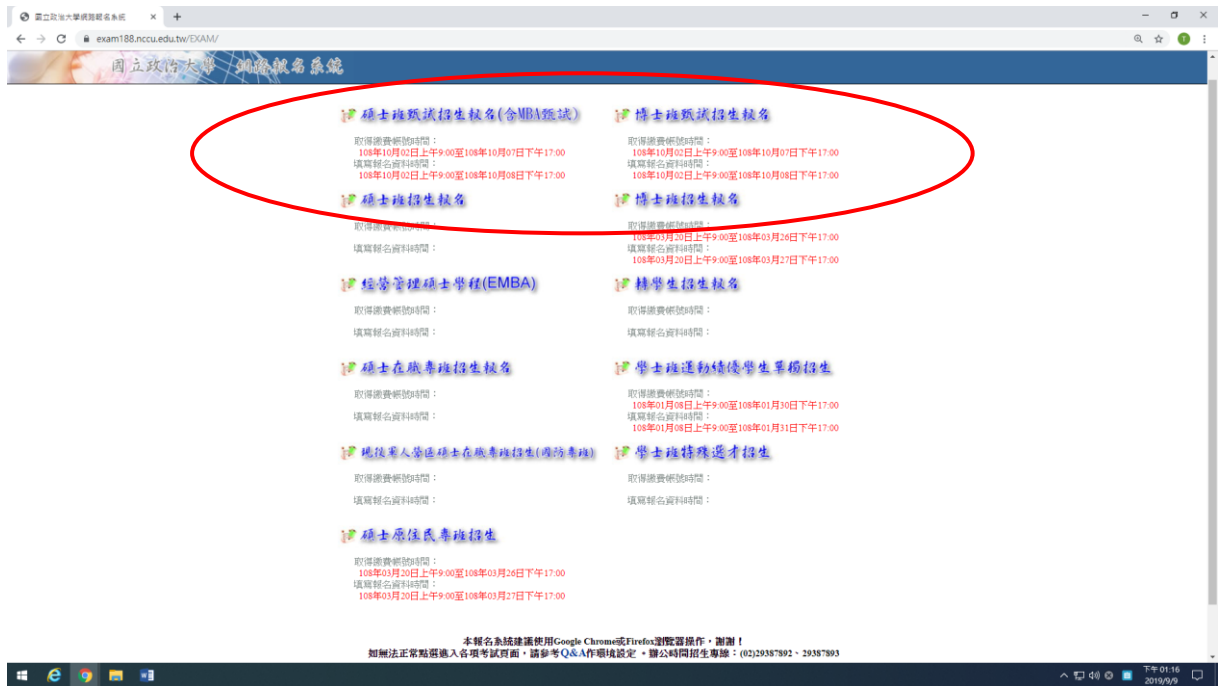 國立政治大學網路報名系統
exam188.nccu.edu.tw/EXAM/
國立政治大學 網路報名系統
碩士班甄試招生報名(含MBA甄試)
取得繳費帳號時間：
108年10月02日上午9:00至108年10月07日下午17:00
填寫報名資料時間：
108年10月02日上午9:00至108年10月08日下午17:00
博士班甄試招生報名
取得繳費帳號時間：
108年10月02日上午9:00至108年10月07日下午17:00
填寫報名資料時間：
108年10月02日上午9:00至108年10月08日下午17:00
碩士班招生報名
取得繳費帳號時間：
填寫報名資料時間：
博士班招生報名
取得繳費帳號時間：
108年03月20日上午9:00至108年03月26日下午17:00
填寫報名資料時間：
108年03月20日上午9:00至108年03月27日下午17:00
經營管理碩士學程(EMBA)
取得繳費帳號時間：
填寫報名資料時間：
轉學生招生報名
取得繳費帳號時間：
填寫報名資料時間：
碩士在職專班招生報名
取得繳費帳號時間：
填寫報名資料時間：
學士班運動績優學生單獨招生
取得繳費帳號時間：
108年01月08日上午9:00至108年01月30日下午17:00
填寫報名資料時間：
108年01月08日上午9:00至108年01月31日下午17:00
現役軍人營區碩士在職專班招生(國防專班)
取得繳費帳號時間：
填寫報名資料時間：
學士班特殊選才招生
取得繳費帳號時間：
填寫報名資料時間：
碩士原住民專班招生
取得繳費帳號時間：
108年03月20日上午9:00至108年03月26日下午17:00
填寫報名資料時間：
108年03月20日上午9:00至108年03月27日下午17:00
本報名系統建議使用Google Chrome或Firefox瀏覽器操作，謝謝！
如無法正常點選進入各項考試頁面，請參考Q&A作環境設定。辦公時間招生專線：(02)29387892、29387893
下午 01:16
2019/9/9